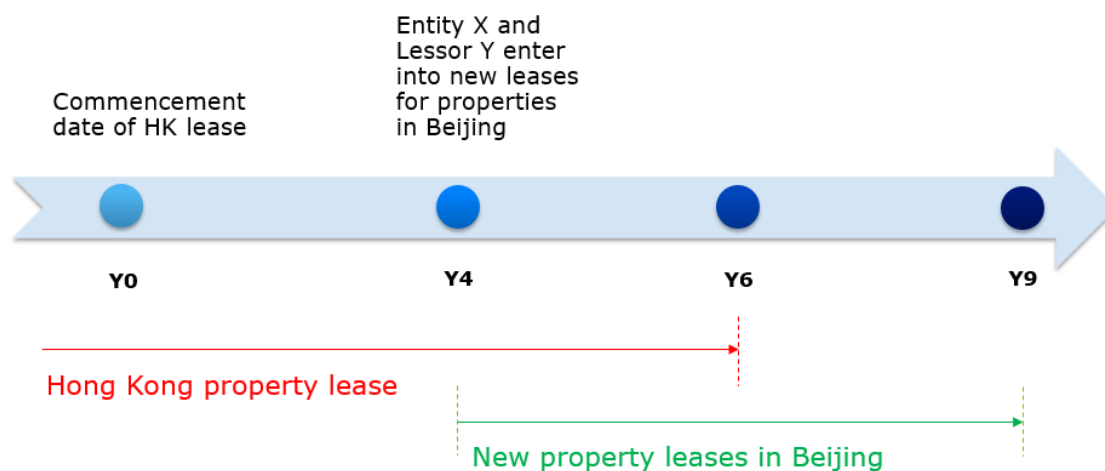 Entity X and
Lessor Y enter
into new leases
for properties
in Beijing
Commencement
date of HK lease
Y0
Y4
Y6
Y9
Hong Kong property lease
New property leases in Beijing